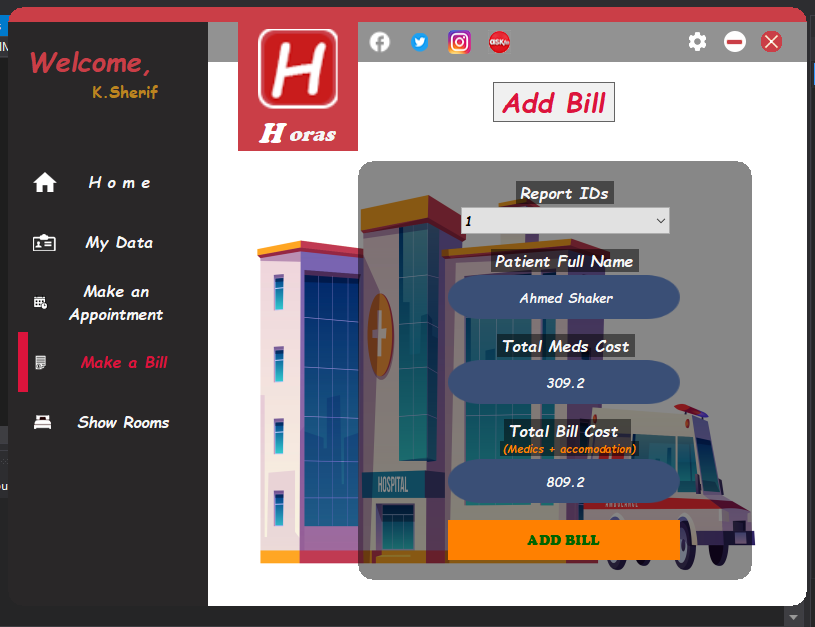 Welcome,
K.Sherif
H
Horas
askfm
Add Bill
Home
My Data
Make an
Appointment
Make a Bill
Show Rooms
Report IDs
1
Patient Full Name
Ahmed Shaker
Total Meds Cost
309.2
Total Bill Cost
(Medics + accomodation)
809.2
ADD BILL
HOSPITAL
AMBULANCE